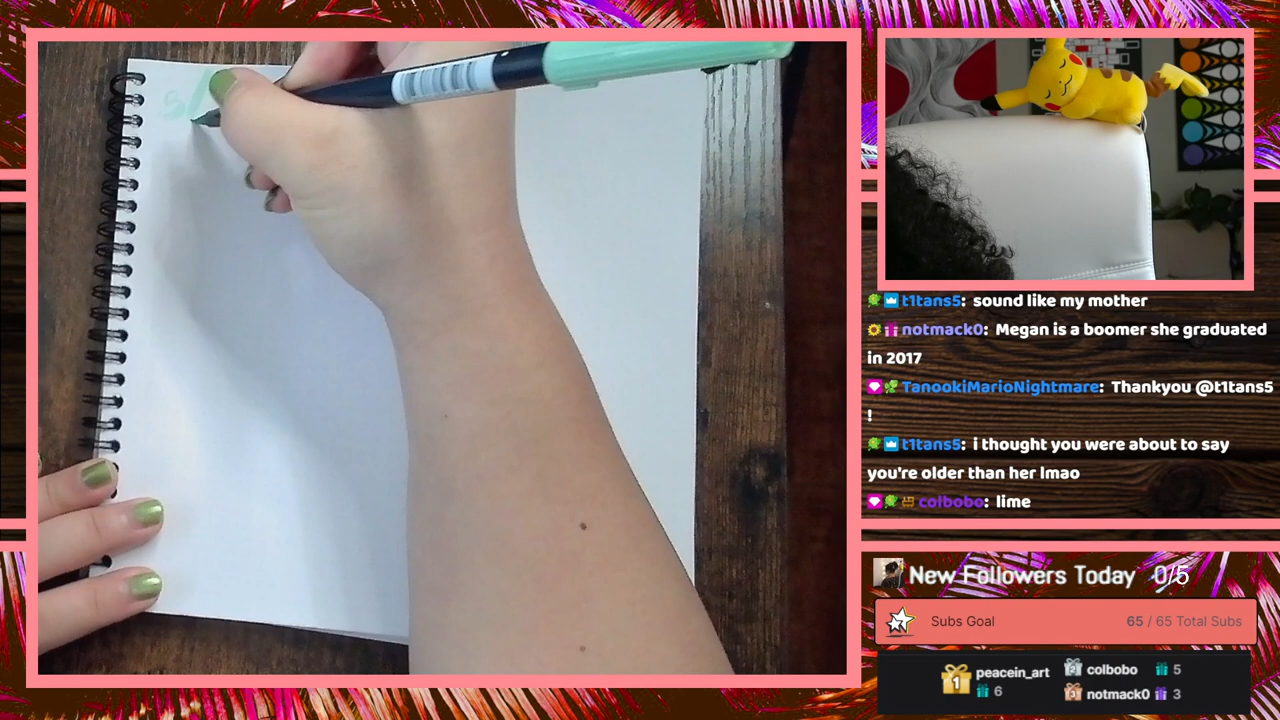 t1tans5: sound like my mother
notmack0: Megan is a boomer she graduated
in 2017
TanookiMarioNightmare: Thankyou @t1tans5
!
t1tans5: i thought you were about to say
you're older than her lmao
colbobo: lime
New Followers Today 0/5
Subs Goal 65 / 65 Total Subs
1 peacein_art 6
2 colbobo 5
3 notmack0 3